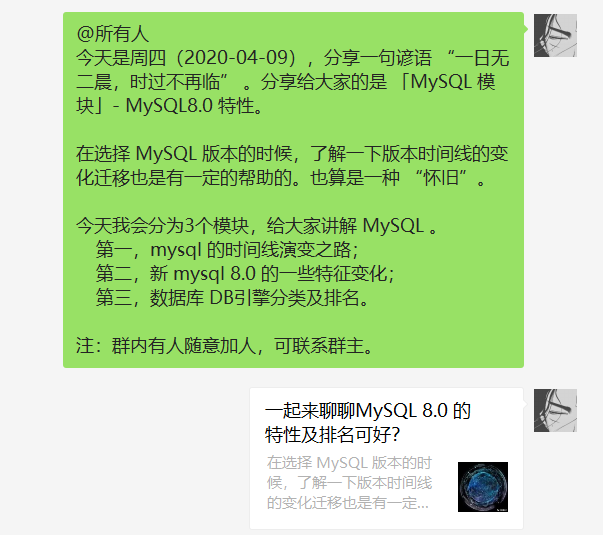 @所有人
今天是周四（2020-04-09），分享一句谚语 “一日无
二晨，时过不再临” 。分享给大家的是 「MySQL 模
块」- MySQL8.0 特性。
在选择 MySQL 版本的时候，了解一下版本时间线的变
化迁移也是有一定的帮助的。也算是一种 “怀旧” 。
今天我会分为3个模块，给大家讲解 MySQL 。
第一，mysql 的时间线演变之路；
第二，新 mysql 8.0 的一些特征变化；
第三，数据库 DB引擎分类及排名。
注：群内有人随意加人，可联系群主。
一起来聊聊MySQL 8.0 的
特性及排名可好？
在选择 MySQL 版本的时
候，了解一下版本时间线
的变化迁移也是有一定...